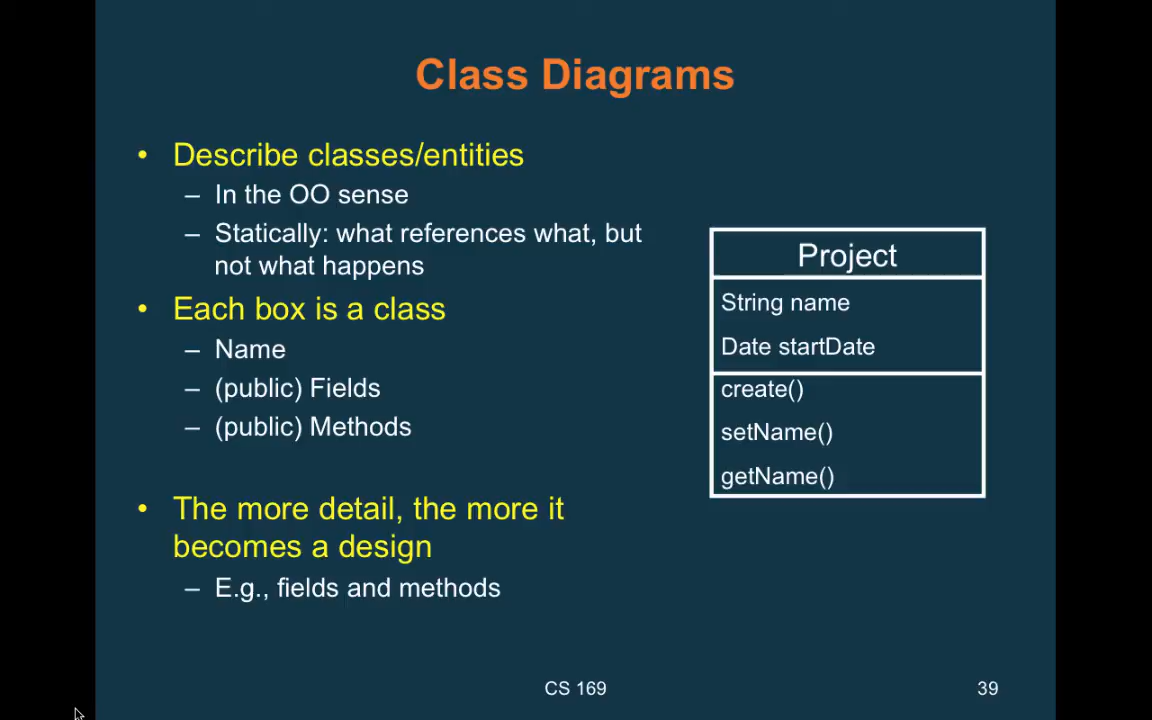 Class Diagrams
• Describe classes/entities
– In the OO sense
– Statically: what references what, but
not what happens
• Each box is a class
– Name
– (public) Fields
– (public) Methods
• The more detail, the more it
becomes a design
– E.g., fields and methods
Project
String name
Date startDate
create()
setName()
getName()
CS 169
39